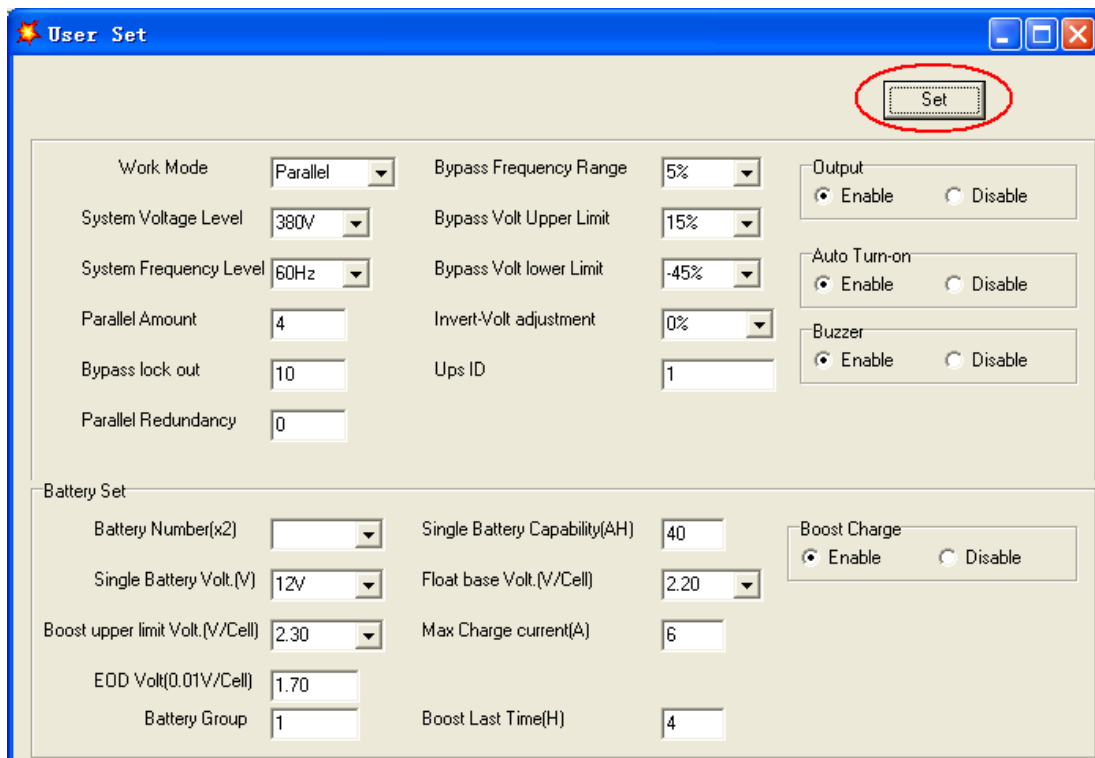 User Set
Set
Work Mode Parallel Bypass Frequency Range 5% Output
Enable Disable
System Voltage Level 380V Bypass Volt Upper Limit 15%
Auto Turn-on
System Frequency Level 60Hz Bypass Volt lower Limit -45% Enable Disable
Parallel Amount 4 Invert-Volt adjustment 0% Buzzer
Enable Disable
Bypass lock out 10 Ups ID 1
Parallel Redundancy 0
Battery Set
Battery Number(x2) Single Battery Capability(AH) 40 Boost Charge
Enable Disable
Single Battery Volt.(V) 12V Float base Volt.(V/Cell) 2.20
Boost upper limit Volt.(V/Cell) 2.30 Max Charge current(A) 6
EOD Volt(0.01V/Cell) 1.70
Battery Group 1 Boost Last Time(H) 4